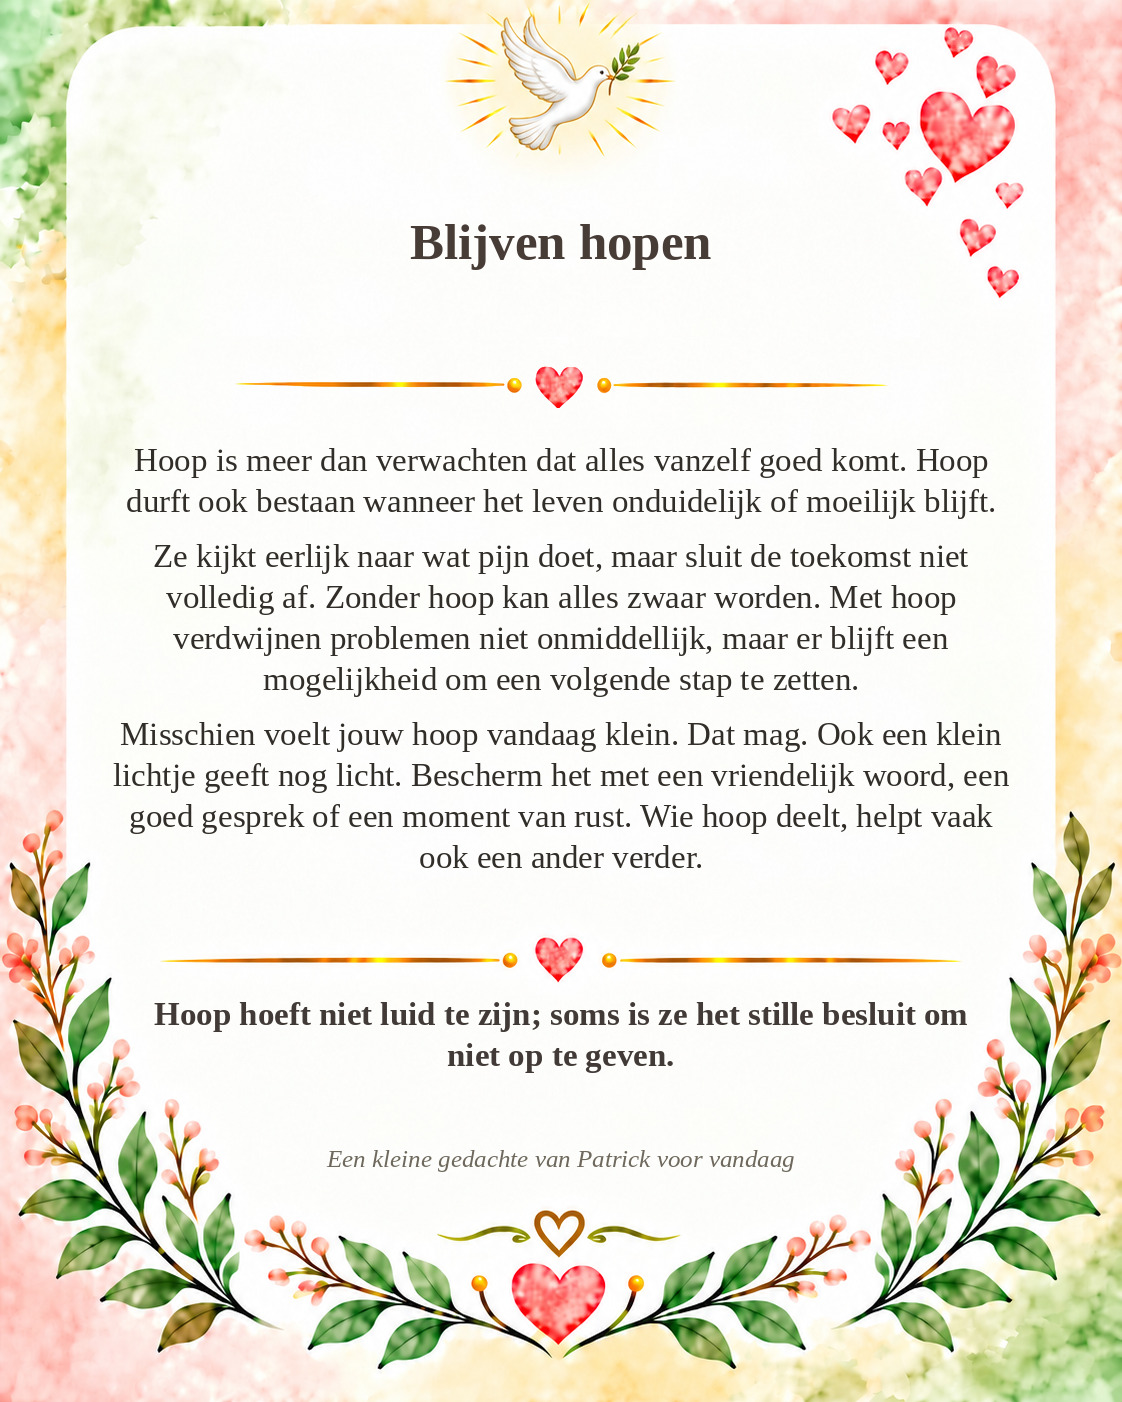 Blijven hopen
Hoop is meer dan verwachten dat alles vanzelf goed komt. Hoop
durft ook bestaan wanneer het leven onduidelijk of moeilijk blijft.
Ze kijkt eerlijk naar wat pijn doet, maar sluit de toekomst niet
volledig af. Zonder hoop kan alles zwaar worden. Met hoop
verdwijnen problemen niet onmiddellijk, maar er blijft een
mogelijkheid om een volgende stap te zetten.
Misschien voelt jouw hoop vandaag klein. Dat mag. Ook een klein
lichtje geeft nog licht. Bescherm het met een vriendelijk woord, een
goed gesprek of een moment van rust. Wie hoop deelt, helpt vaak
ook een ander verder.
Hoop hoeft niet luid te zijn; soms is ze het stille besluit om
niet op te geven.
Een kleine gedachte van Patrick voor vandaag